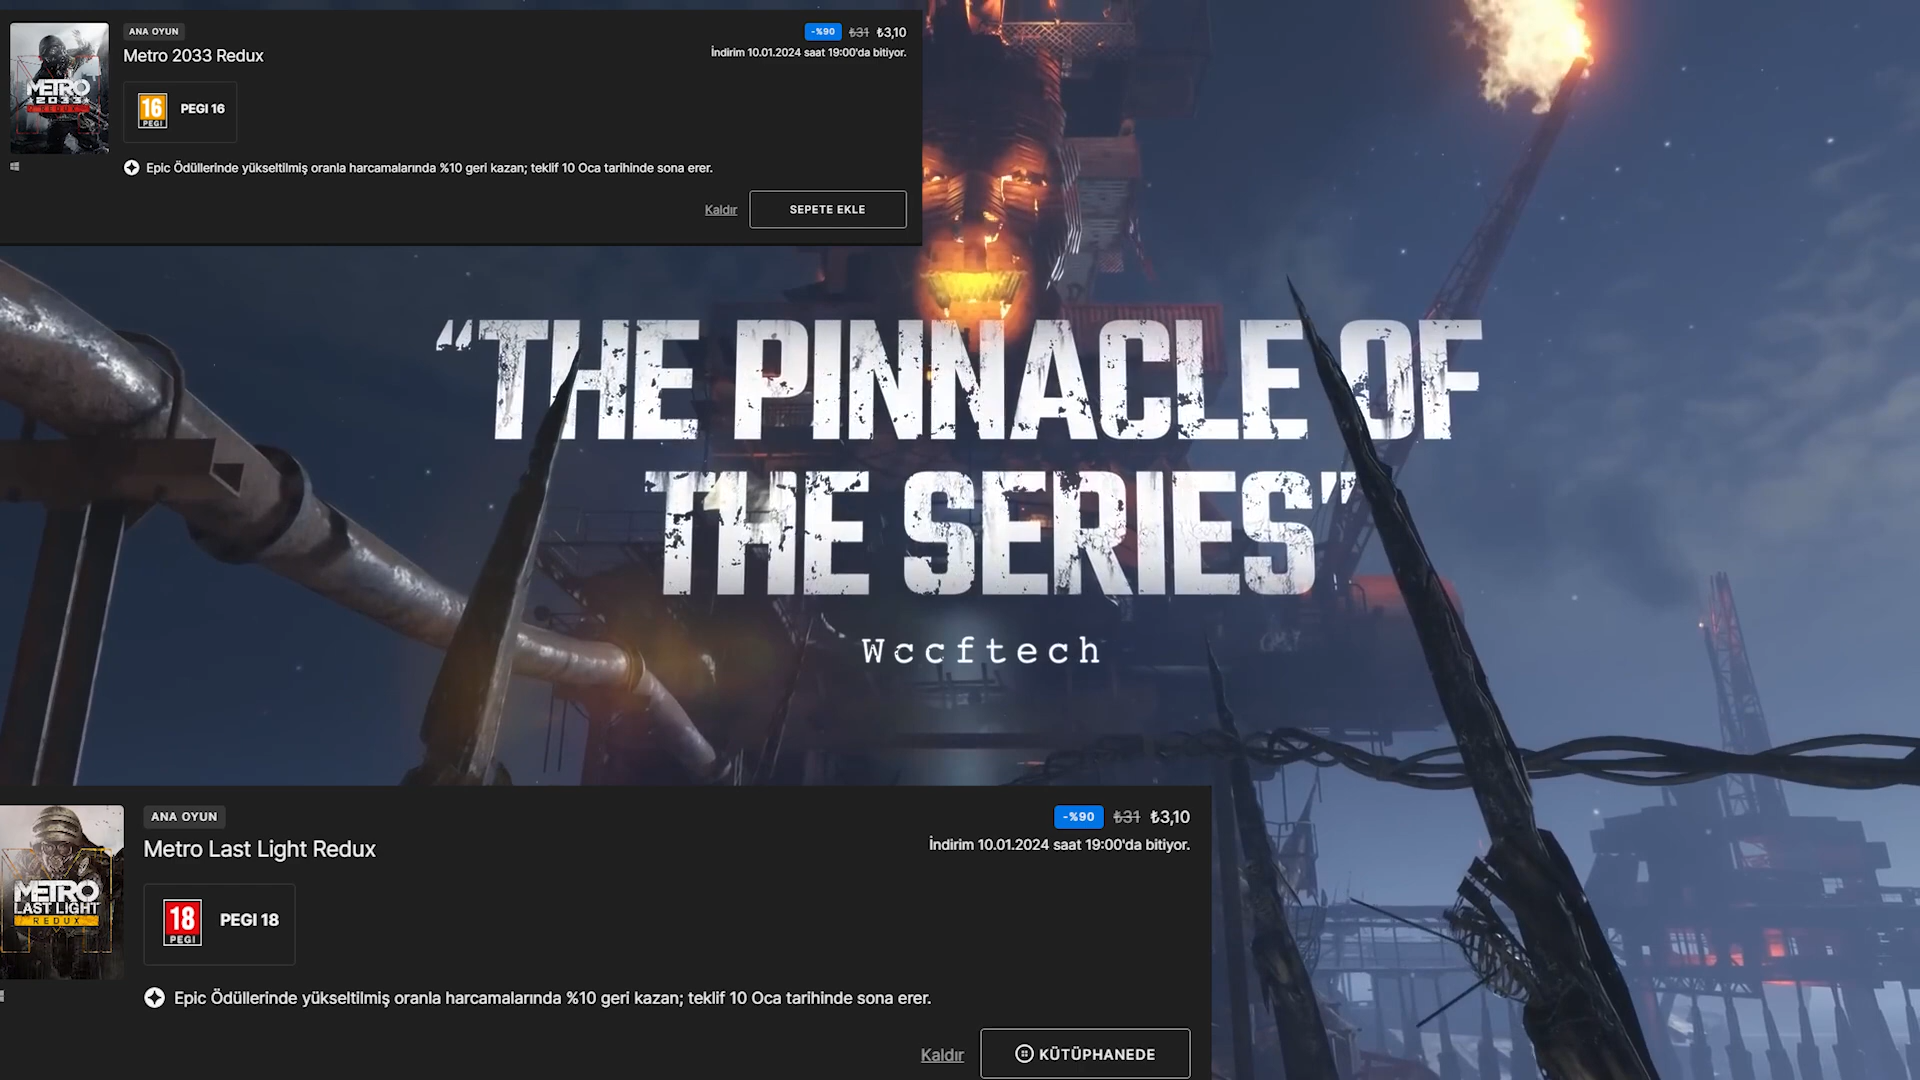 METRO
2033
REDUX
ANA OYUN
Metro 2033 Redux
-%90 ₺31 ₺3,10
İndirim 10.01.2024 saat 19:00'da bitiyor.
16
PEGI
PEGI 16
Epic Ödüllerinde yükseltilmiş oranla harcamalarında %10 geri kazan; teklif 10 Oca tarihinde sona erer.
Kaldır
SEPETE EKLE
“THE PINNACLE OF
THE SERIES”
Wccftech
METRO
LAST LIGHT
REDUX
ANA OYUN
Metro Last Light Redux
-%90 ₺31 ₺3,10
İndirim 10.01.2024 saat 19:00'da bitiyor.
18
PEGI
PEGI 18
Epic Ödüllerinde yükseltilmiş oranla harcamalarında %10 geri kazan; teklif 10 Oca tarihinde sona erer.
Kaldır
KÜTÜPHANEDE